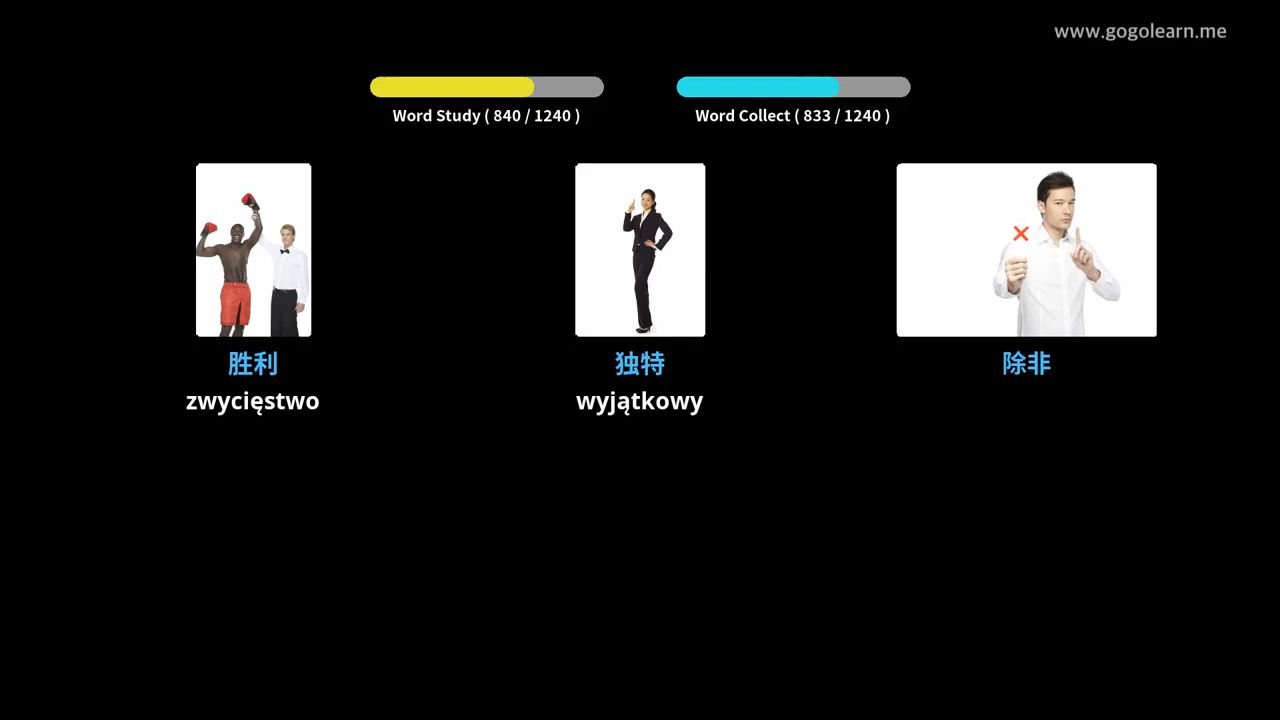 www.gogolearn.me
Word Study ( 840 / 1240 )
Word Collect ( 833 / 1240 )
胜利
独特
除非
zwycięstwo
wyjątkowy